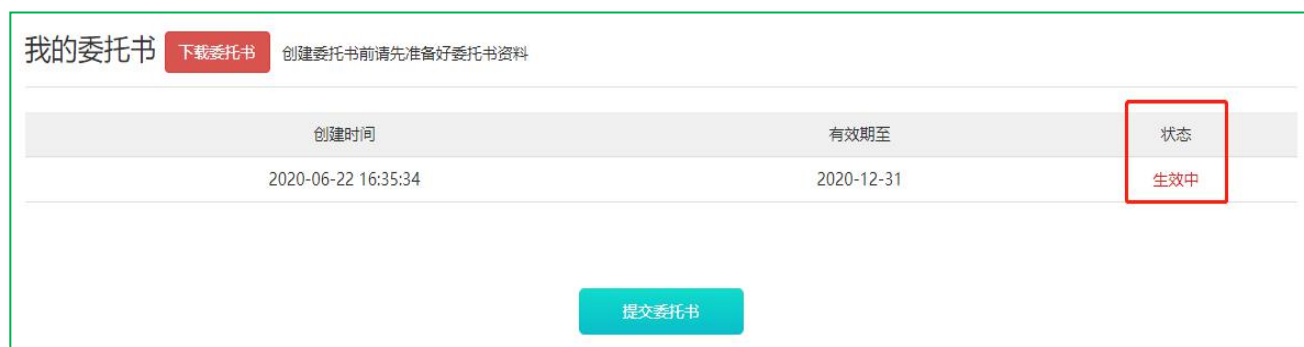 我的委托书 下载委托书 创建委托书前请先准备好委托书资料
创建时间 有效期至 状态
2020-06-22 16:35:34 2020-12-31 生效中
提交委托书